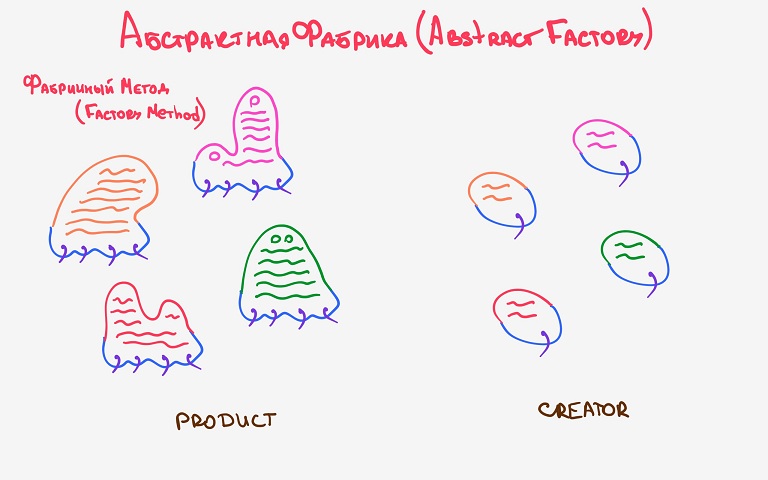 Абстрактная Фабрика (Abstract Factory)
Фабричный Метод
(Factory Method)
PRODUCT
CREATOR